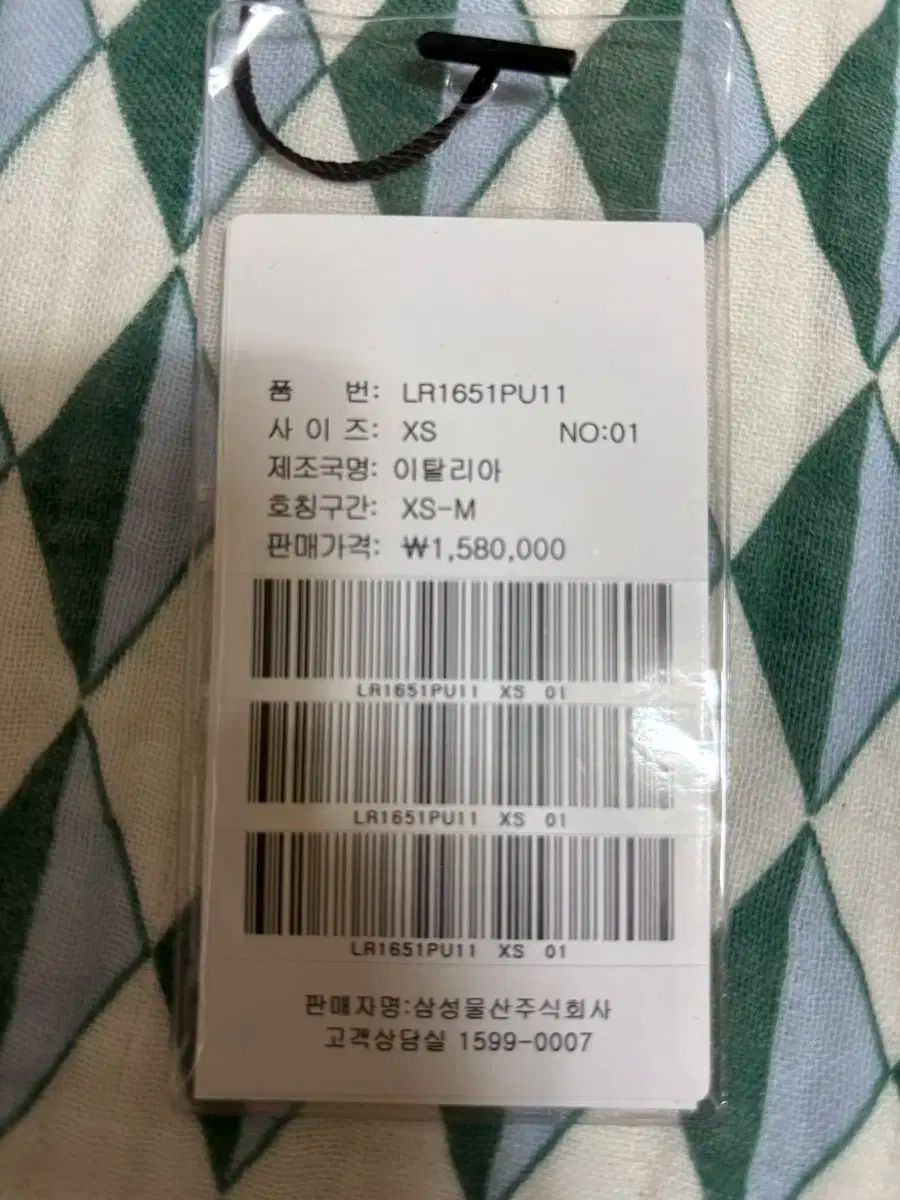 품 번: LR1651PU11
사 이 즈: XS NO:01
제조국명: 이탈리아
호칭구간: XS-M
판매가격: ₩1,580,000
LR1651PU11 XS 01
LR1651PU11 XS 01
LR1651PU11 XS 01
판매자명:삼성물산주식회사
고객상담실 1599-0007